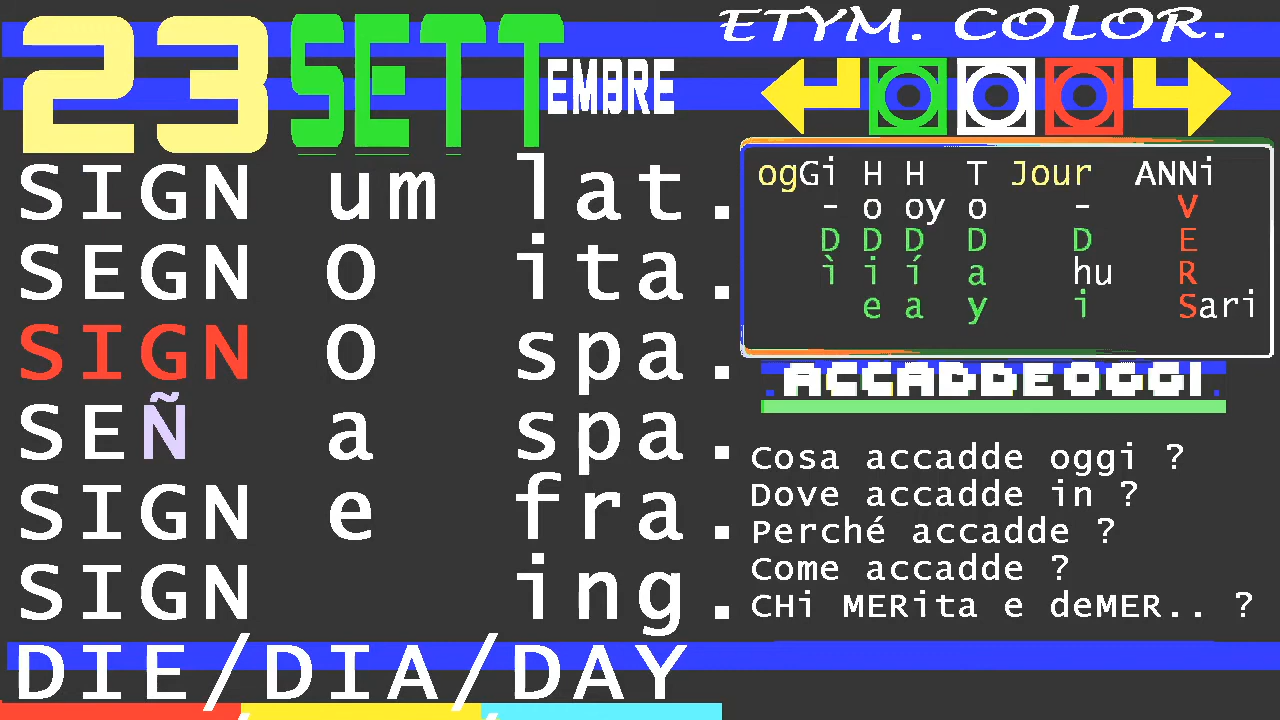 23 SETTEMBRE
SIGN um lat.
SEGN O ita.
SIGN O spa.
SEÑ a spa.
SIGN e fra.
SIGN ing.
DIE/DIA/DAY
ETYM. COLOR.
ogGi H H T Jour ANNi
- o oy o - V
D D D D D E
ì i í a hu R
e a y i Sari
.ACCADDE OGGI.
Cosa accadde oggi ?
Dove accadde in ?
Perché accadde ?
Come accadde ?
CHi MERita e deMER.. ?